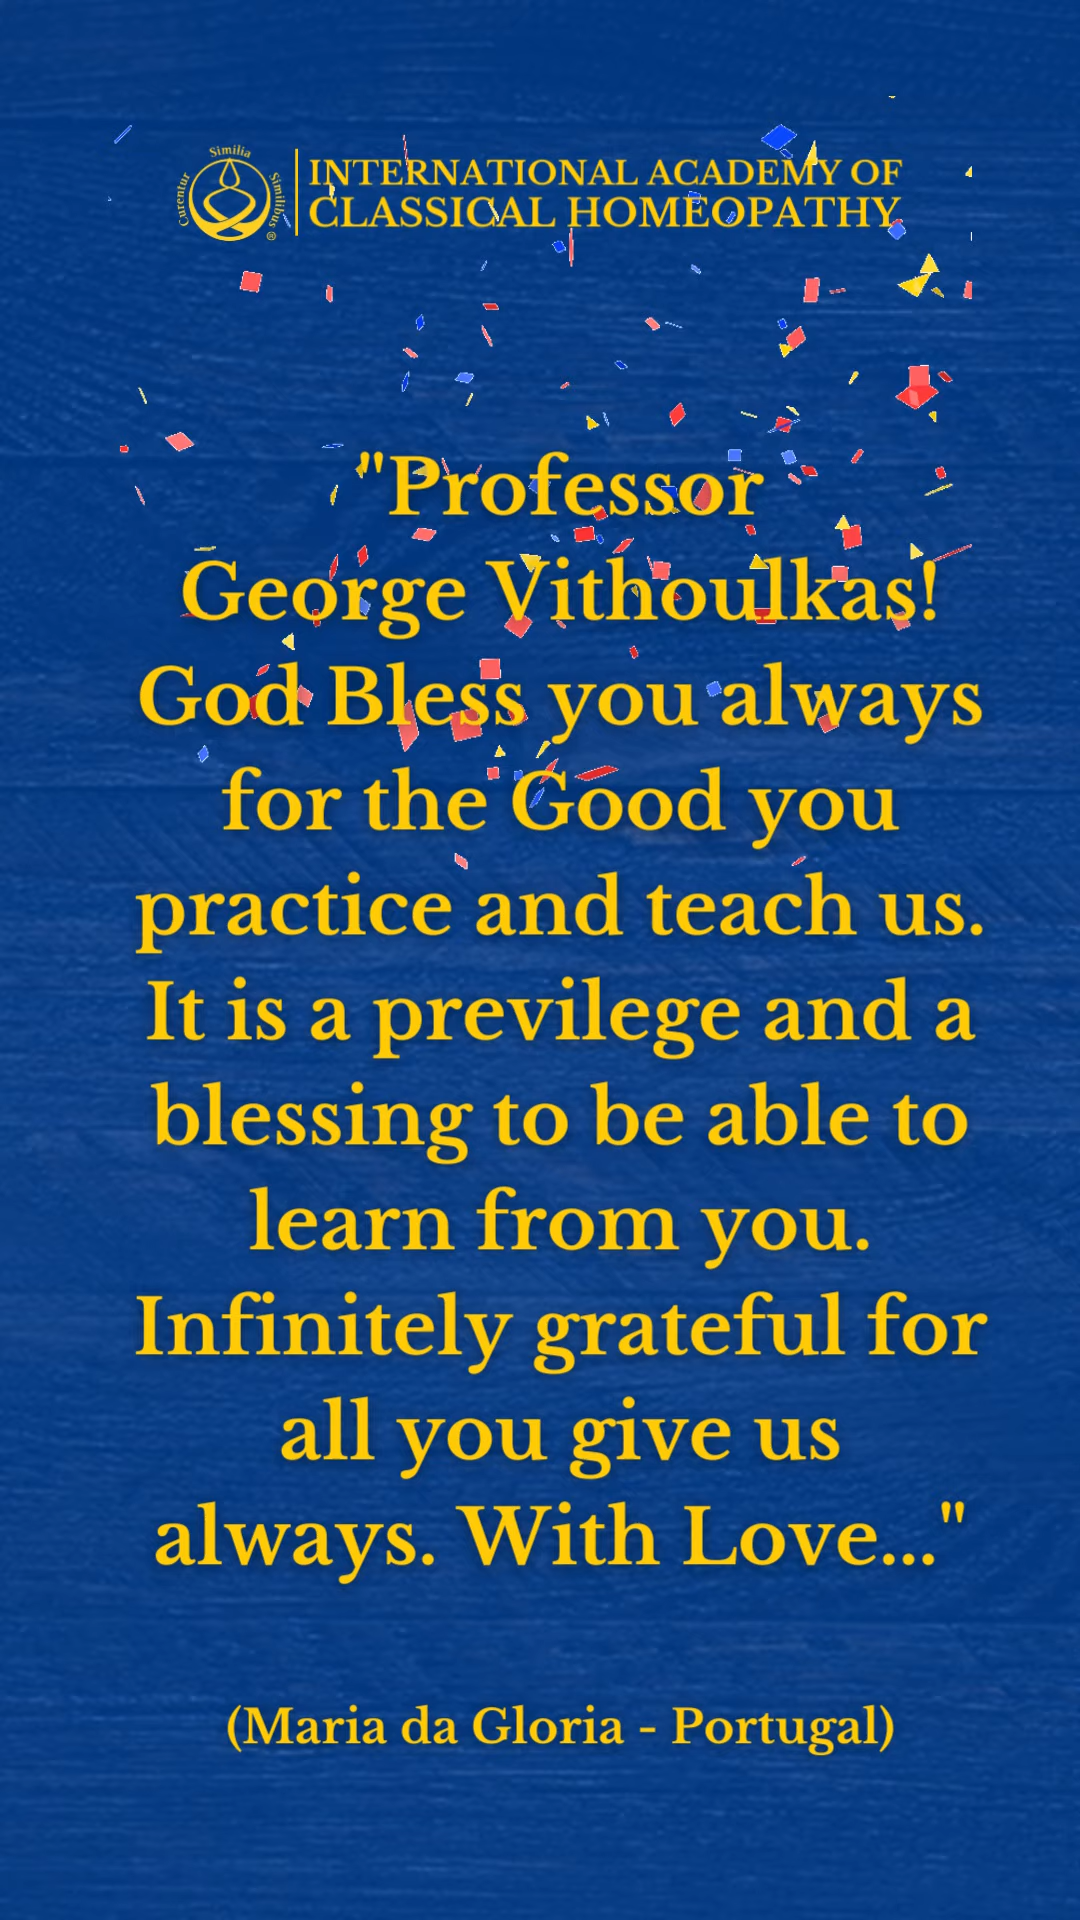 Similia
Similibus
Curentur
®
INTERNATIONAL ACADEMY OF
CLASSICAL HOMEOPATHY
"Professor
George Vithoulkas!
God Bless you always
for the Good you
practice and teach us.
It is a previlege and a
blessing to be able to
learn from you.
Infinitely grateful for
all you give us
always. With Love..."
(Maria da Gloria - Portugal)